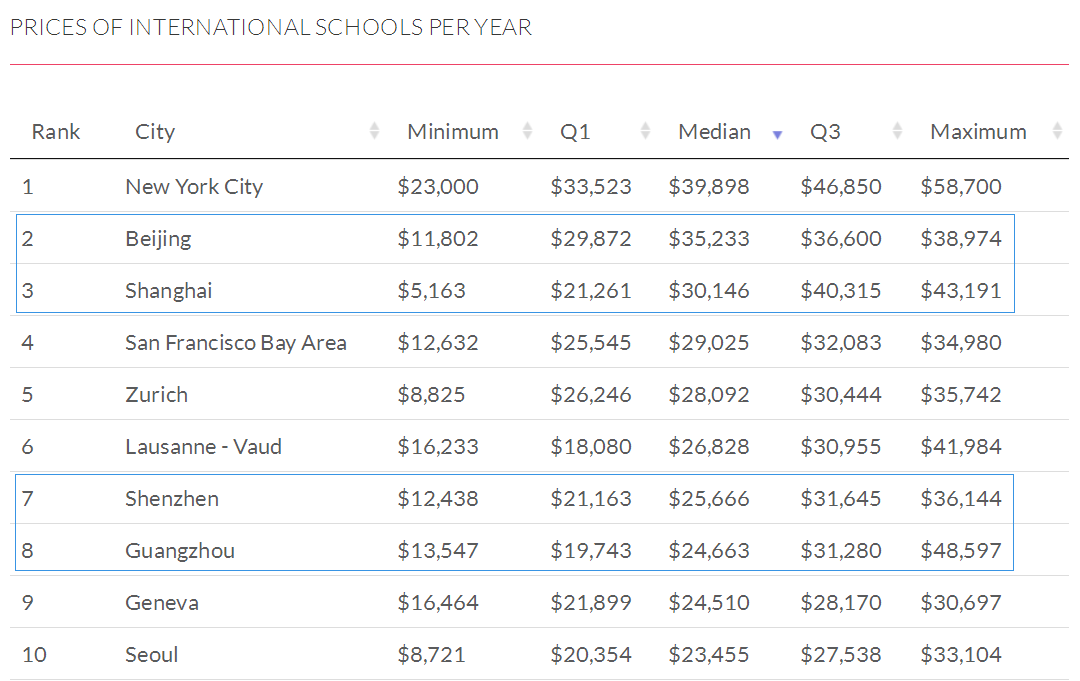 PRICES OF INTERNATIONAL SCHOOLS PER YEAR
Rank City Minimum Q1 Median Q3 Maximum
1 New York City $23,000 $33,523 $39,898 $46,850 $58,700
2 Beijing $11,802 $29,872 $35,233 $36,600 $38,974
3 Shanghai $5,163 $21,261 $30,146 $40,315 $43,191
4 San Francisco Bay Area $12,632 $25,545 $29,025 $32,083 $34,980
5 Zurich $8,825 $26,246 $28,092 $30,444 $35,742
6 Lausanne - Vaud $16,233 $18,080 $26,828 $30,955 $41,984
7 Shenzhen $12,438 $21,163 $25,666 $31,645 $36,144
8 Guangzhou $13,547 $19,743 $24,663 $31,280 $48,597
9 Geneva $16,464 $21,899 $24,510 $28,170 $30,697
10 Seoul $8,721 $20,354 $23,455 $27,538 $33,104